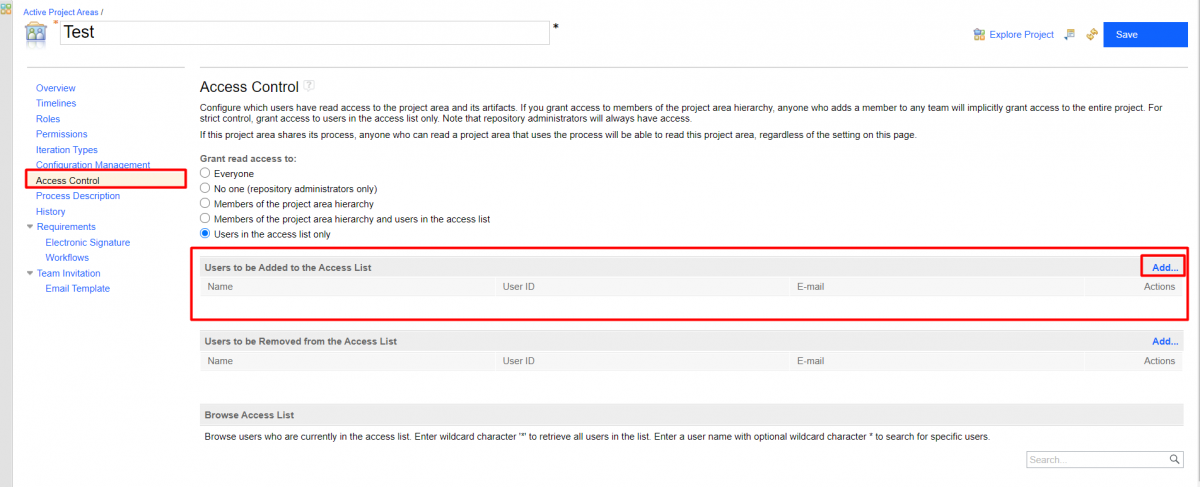 Active Project Areas /
* Test *
Explore Project
Save
Overview
Timelines
Roles
Permissions
Iteration Types
Configuration Management
Access Control
Process Description
History
Requirements
Electronic Signature
Workflows
Team Invitation
Email Template
Access Control ?
Configure which users have read access to the project area and its artifacts. If you grant access to members of the project area hierarchy, anyone who adds a member to any team will implicitly grant access to the entire project. For
strict control, grant access to users in the access list only. Note that repository administrators will always have access.
If this project area shares its process, anyone who can read a project area that uses the process will be able to read this project area, regardless of the setting on this page.
Grant read access to:
Everyone
No one (repository administrators only)
Members of the project area hierarchy
Members of the project area hierarchy and users in the access list
Users in the access list only
Users to be Added to the Access List Add...
Name User ID E-mail Actions
Users to be Removed from the Access List Add...
Name User ID E-mail Actions
Browse Access List
Browse users who are currently in the access list. Enter wildcard character '*' to retrieve all users in the list. Enter a user name with optional wildcard character * to search for specific users.
Search...